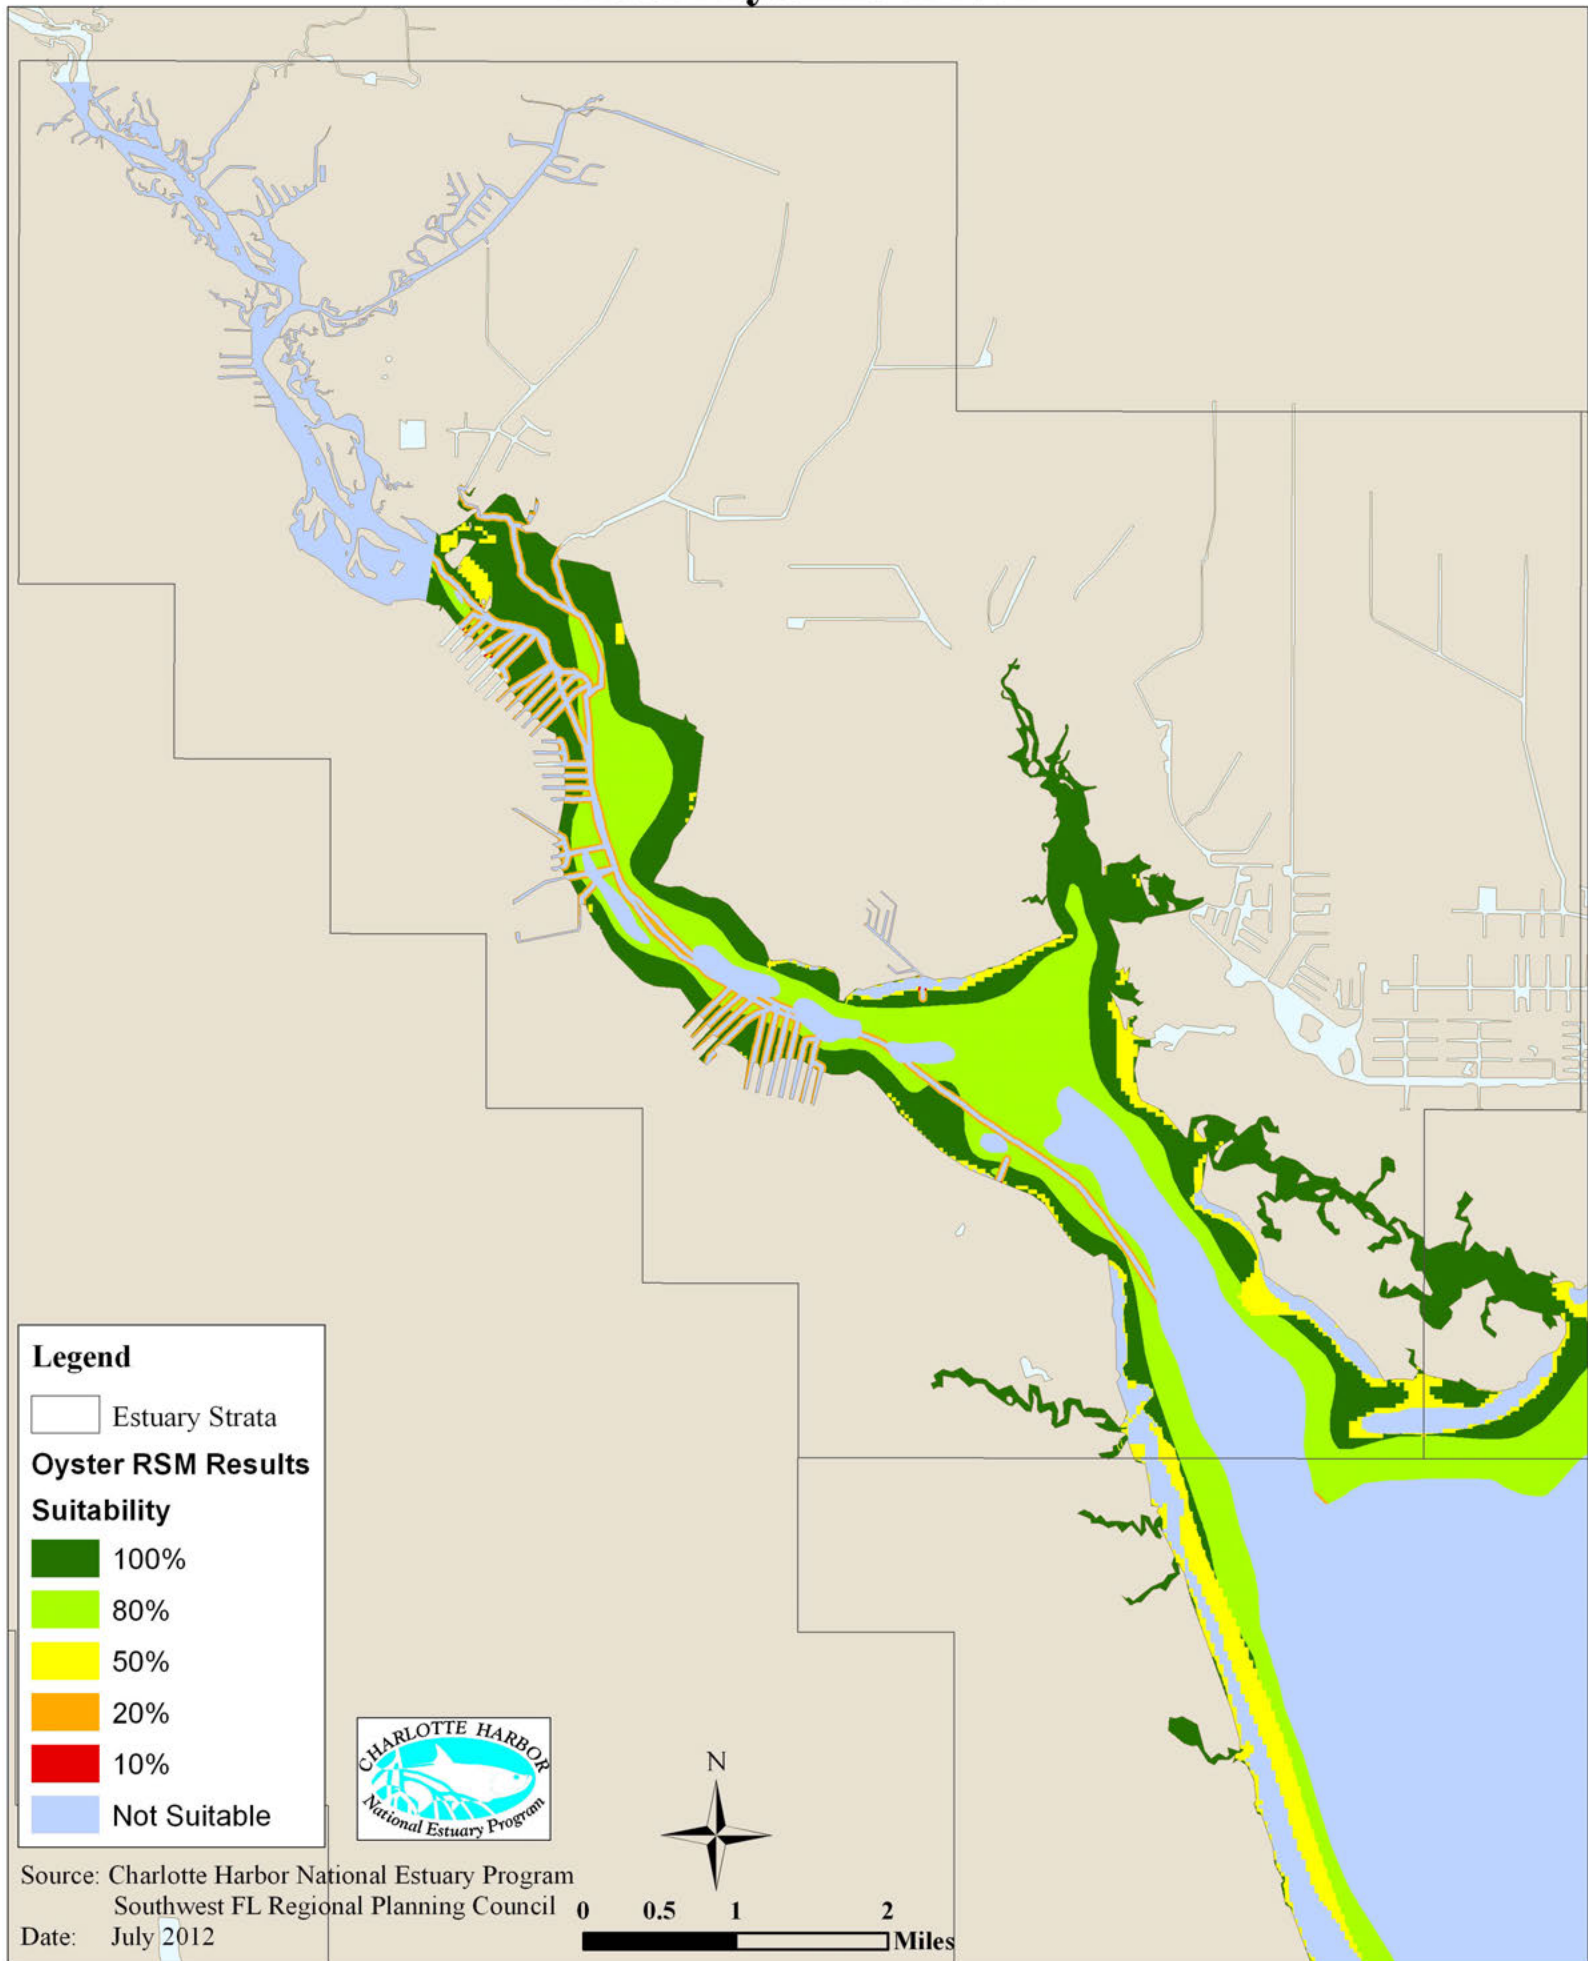 Legend
Estuary Strata
Oyster RSM Results
Suitability
100%
80%
50%
20%
10%
Not Suitable
CHARLOTTE HARBOR
National Estuary Program
N
Source: Charlotte Harbor National Estuary Program
Southwest FL Regional Planning Council
Date: July 2012
0 0.5 1 2
Miles